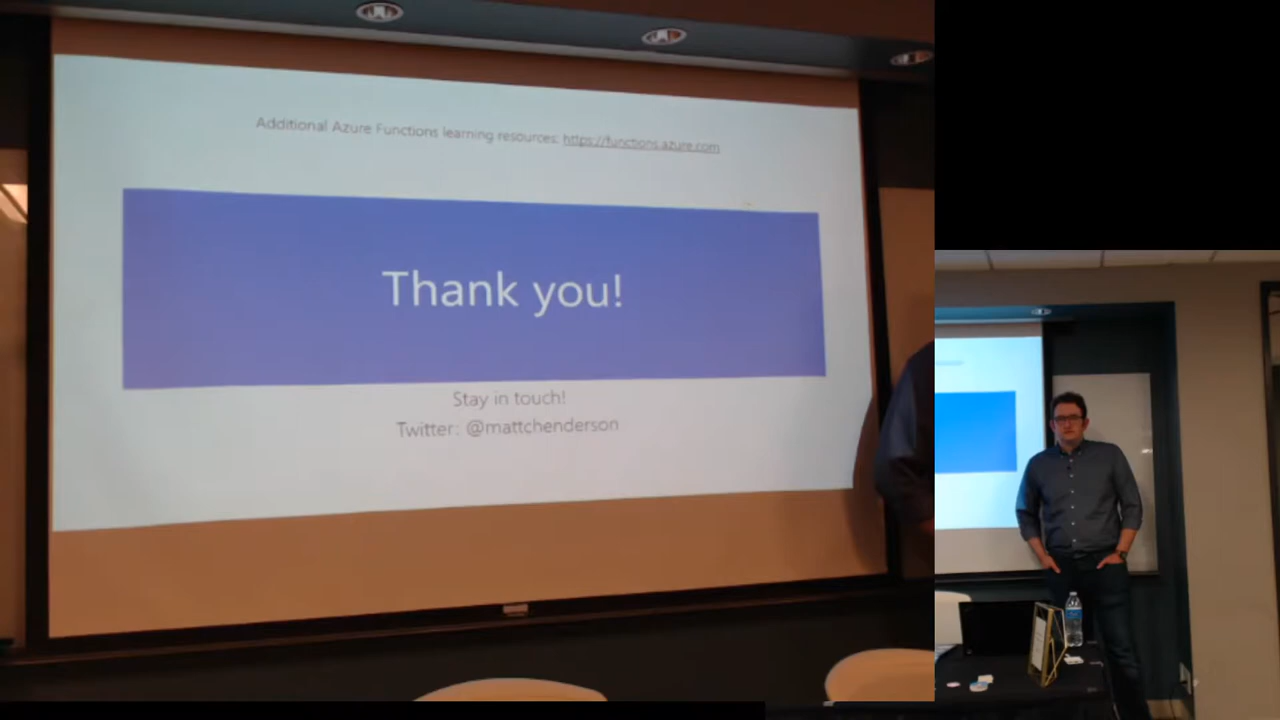 Additional Azure Functions learning resources: https://functions.azure.com
Thank you!
Stay in touch!
Twitter: @mattchenderson